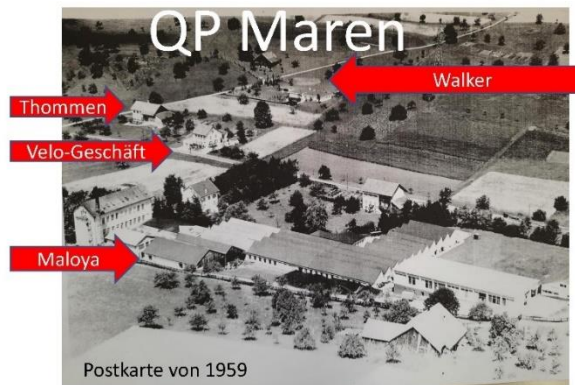 QP Maren
Walker
Thommen
Velo-Geschäft
Maloya
Postkarte von 1959